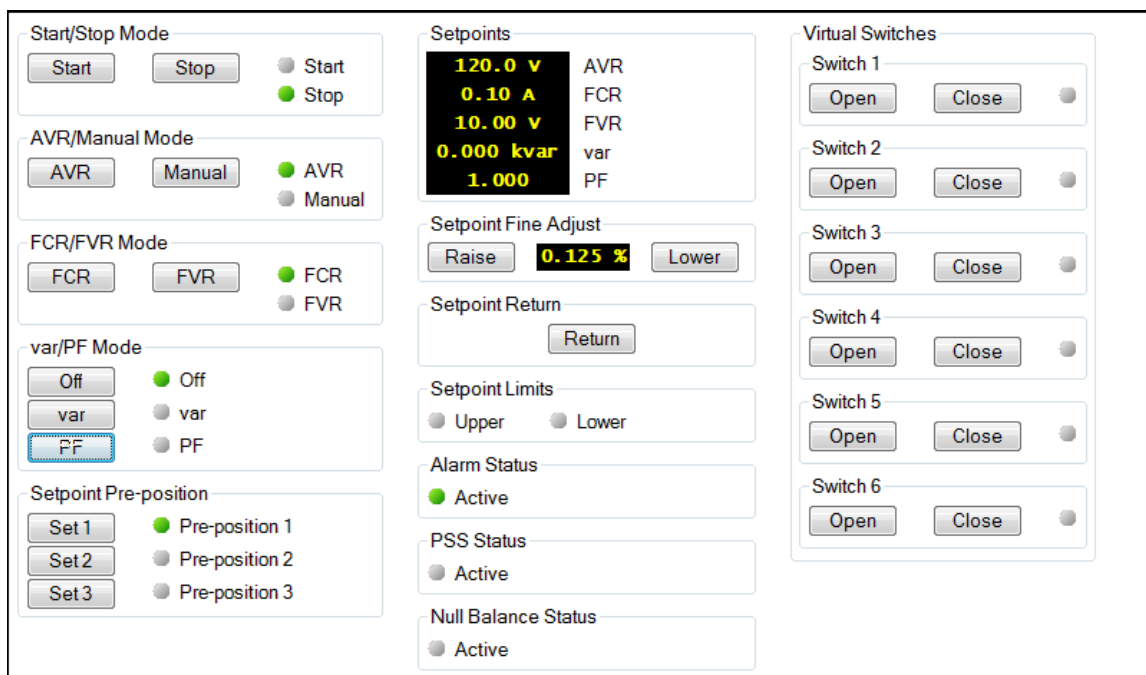 Start/Stop Mode
Start Stop Start
Stop
AVR/Manual Mode
AVR Manual AVR
Manual
FCR/FVR Mode
FCR FVR FCR
FVR
var/PF Mode
Off Off
var var
PF PF
Setpoint Pre-position
Set 1 Pre-position 1
Set 2 Pre-position 2
Set 3 Pre-position 3
Setpoints
120.0 V AVR
0.10 A FCR
10.00 V FVR
0.000 kvar var
1.000 PF
Setpoint Fine Adjust
Raise 0.125 % Lower
Setpoint Return
Return
Setpoint Limits
Upper Lower
Alarm Status
Active
PSS Status
Active
Null Balance Status
Active
Virtual Switches
Switch 1
Open Close
Switch 2
Open Close
Switch 3
Open Close
Switch 4
Open Close
Switch 5
Open Close
Switch 6
Open Close